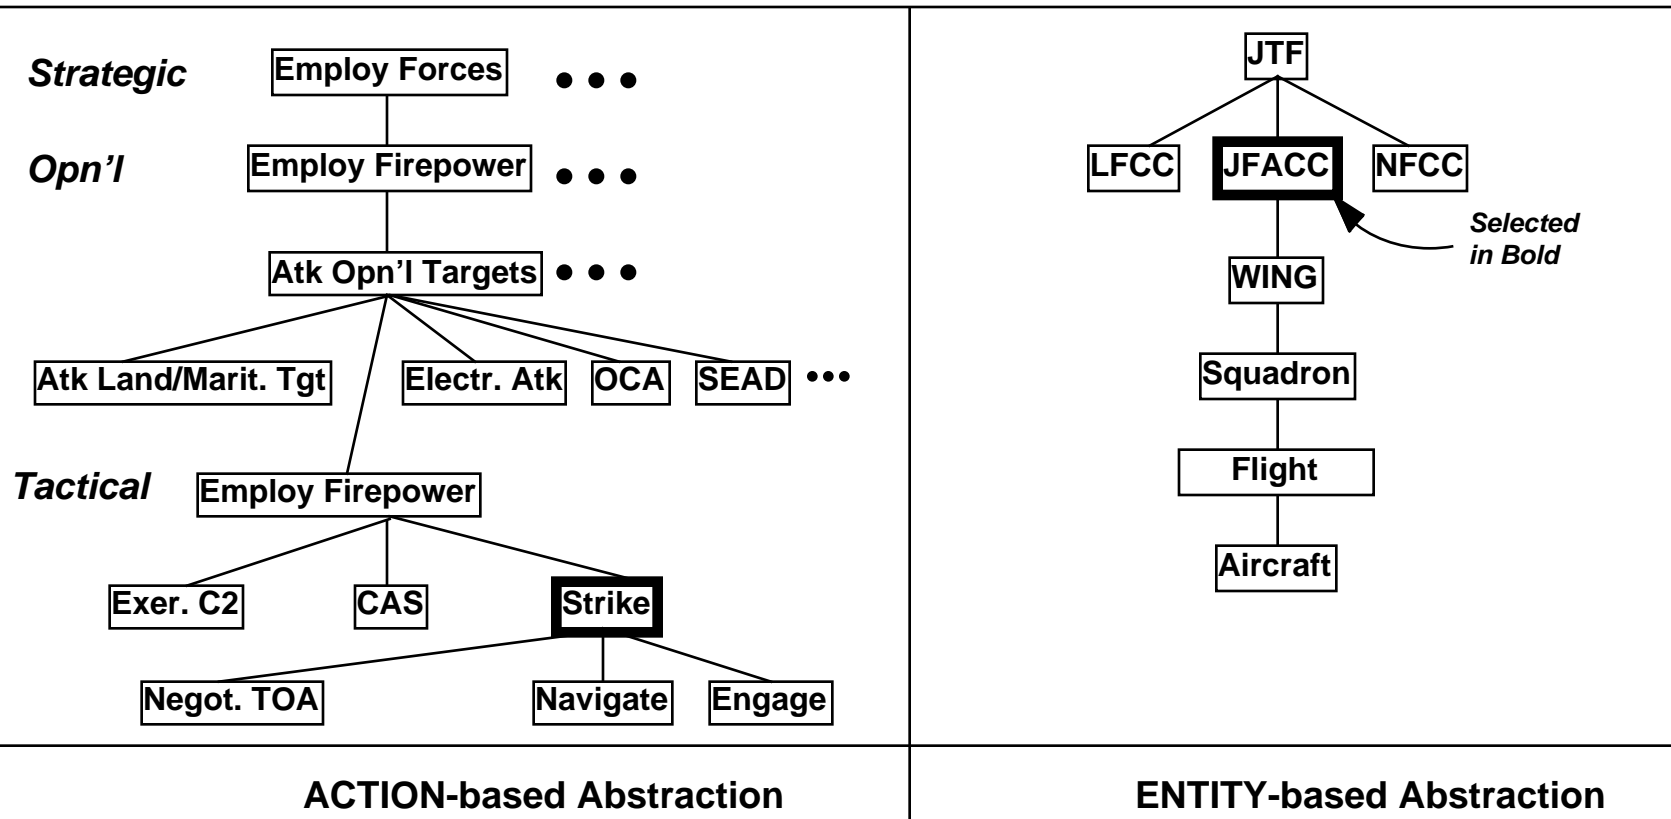 Strategic
Employ Forces
Opn'l
Employ Firepower
Atk Opn'l Targets
Atk Land/Marit. Tgt
Electr. Atk
OCA
SEAD
Tactical
Employ Firepower
Exer. C2
CAS
Strike
Negot. TOA
Navigate
Engage
ACTION-based Abstraction
JTF
LFCC
JFACC
NFCC
Selected
in Bold
WING
Squadron
Flight
Aircraft
ENTITY-based Abstraction